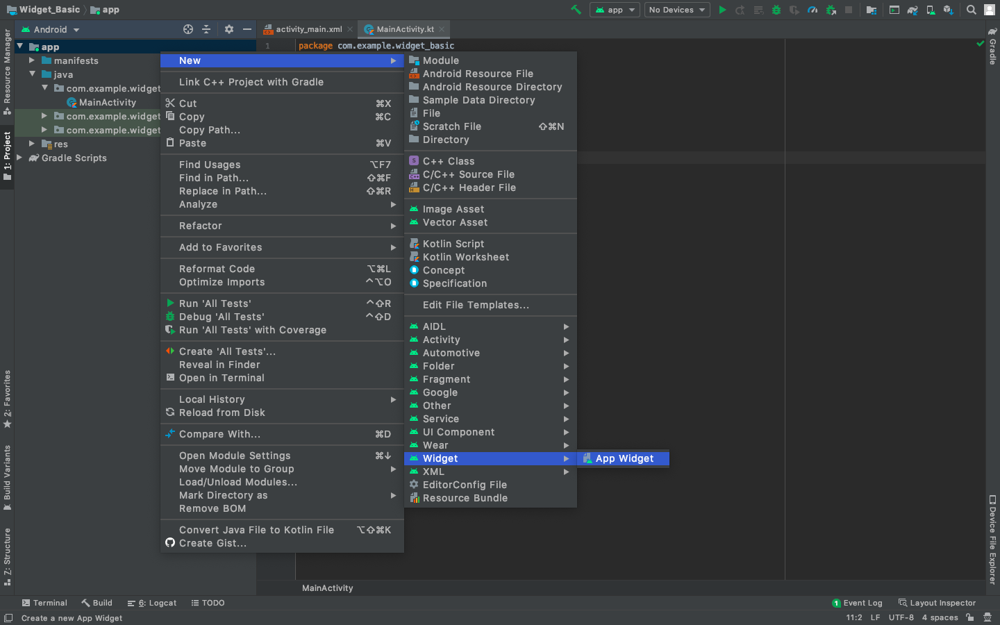 Widget_Basic app
app No Devices
Resource Manager
1: Project
2: Favorites
Build Variants
Z: Structure
Android
app
manifests
java
com.example.widget
MainActivity
com.example.widget
com.example.widget
res
Gradle Scripts
activity_main.xml MainActivity.kt
1 package com.example.widget_basic
New
Link C++ Project with Gradle
Cut ⌘X
Copy ⌘C
Copy Path...
Paste ⌘V
Find Usages ⌥F7
Find in Path... ⇧⌘F
Replace in Path... ⇧⌘R
Analyze
Refactor
Add to Favorites
Reformat Code ⌥⌘L
Optimize Imports ^⌥O
Run 'All Tests' ^⇧R
Debug 'All Tests' ^⇧D
Run 'All Tests' with Coverage
Create 'All Tests'...
Reveal in Finder
Open in Terminal
Local History
Reload from Disk
Compare With... ⌘D
Open Module Settings ⌘↓
Move Module to Group
Load/Unload Modules...
Mark Directory as
Remove BOM
Convert Java File to Kotlin File ⌥⇧⌘K
Create Gist...
Module
Android Resource File
Android Resource Directory
Sample Data Directory
File
Scratch File ⇧⌘N
Directory
C++ Class
C/C++ Source File
C/C++ Header File
Image Asset
Vector Asset
Kotlin Script
Kotlin Worksheet
Concept
Specification
Edit File Templates...
AIDL
Activity
Automotive
Folder
Fragment
Google
Other
Service
UI Component
Wear
Widget
XML
EditorConfig File
Resource Bundle
App Widget
Gradle
Device File Explorer
MainActivity
Terminal Build 6: Logcat TODO
1 Event Log Layout Inspector
Create a new App Widget
11:2 LF UTF-8 4 spaces